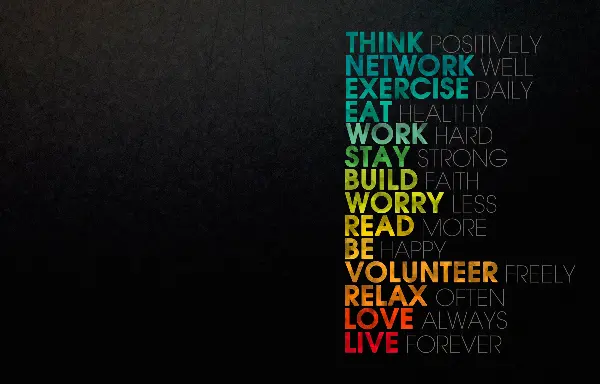 THINK POSITIVELY
NETWORK WELL
EXERCISE DAILY
EAT HEALTHY
WORK HARD
STAY STRONG
BUILD FAITH
WORRY LESS
READ MORE
BE HAPPY
VOLUNTEER FREELY
RELAX OFTEN
LOVE ALWAYS
LIVE FOREVER